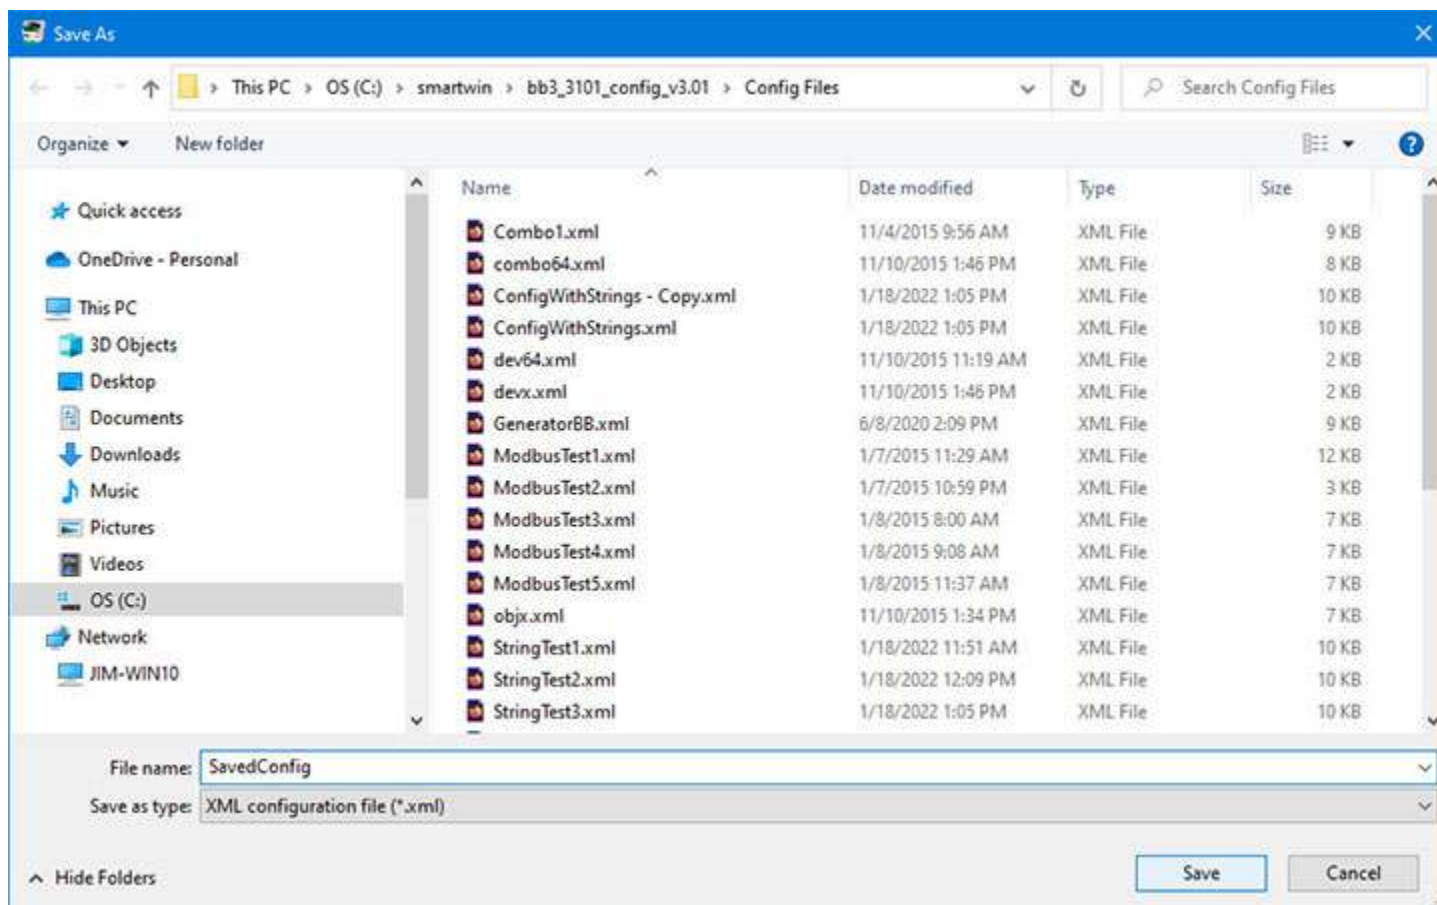 Save As
This PC > OS (C:) > smartwin > bb3_3101_config_v3.01 > Config Files
Search Config Files
Organize
New folder
Name Date modified Type Size
Quick access
OneDrive - Personal
This PC
3D Objects
Desktop
Documents
Downloads
Music
Pictures
Videos
OS (C:)
Network
JIM-WIN10
Combo1.xml 11/4/2015 9:56 AM XML File 9 KB
combo64.xml 11/10/2015 1:46 PM XML File 8 KB
ConfigWithStrings - Copy.xml 1/18/2022 1:05 PM XML File 10 KB
ConfigWithStrings.xml 1/18/2022 1:05 PM XML File 10 KB
dev64.xml 11/10/2015 11:19 AM XML File 2 KB
devx.xml 11/10/2015 1:46 PM XML File 2 KB
GeneratorBB.xml 6/8/2020 2:09 PM XML File 9 KB
ModbusTest1.xml 1/7/2015 11:29 AM XML File 12 KB
ModbusTest2.xml 1/7/2015 10:59 PM XML File 3 KB
ModbusTest3.xml 1/8/2015 8:00 AM XML File 7 KB
ModbusTest4.xml 1/8/2015 9:08 AM XML File 7 KB
ModbusTest5.xml 1/8/2015 11:37 AM XML File 7 KB
objx.xml 11/10/2015 1:34 PM XML File 7 KB
StringTest1.xml 1/18/2022 11:51 AM XML File 10 KB
StringTest2.xml 1/18/2022 12:09 PM XML File 10 KB
StringTest3.xml 1/18/2022 1:05 PM XML File 10 KB
File name: SavedConfig
Save as type: XML configuration file (*.xml)
Hide Folders
Save
Cancel